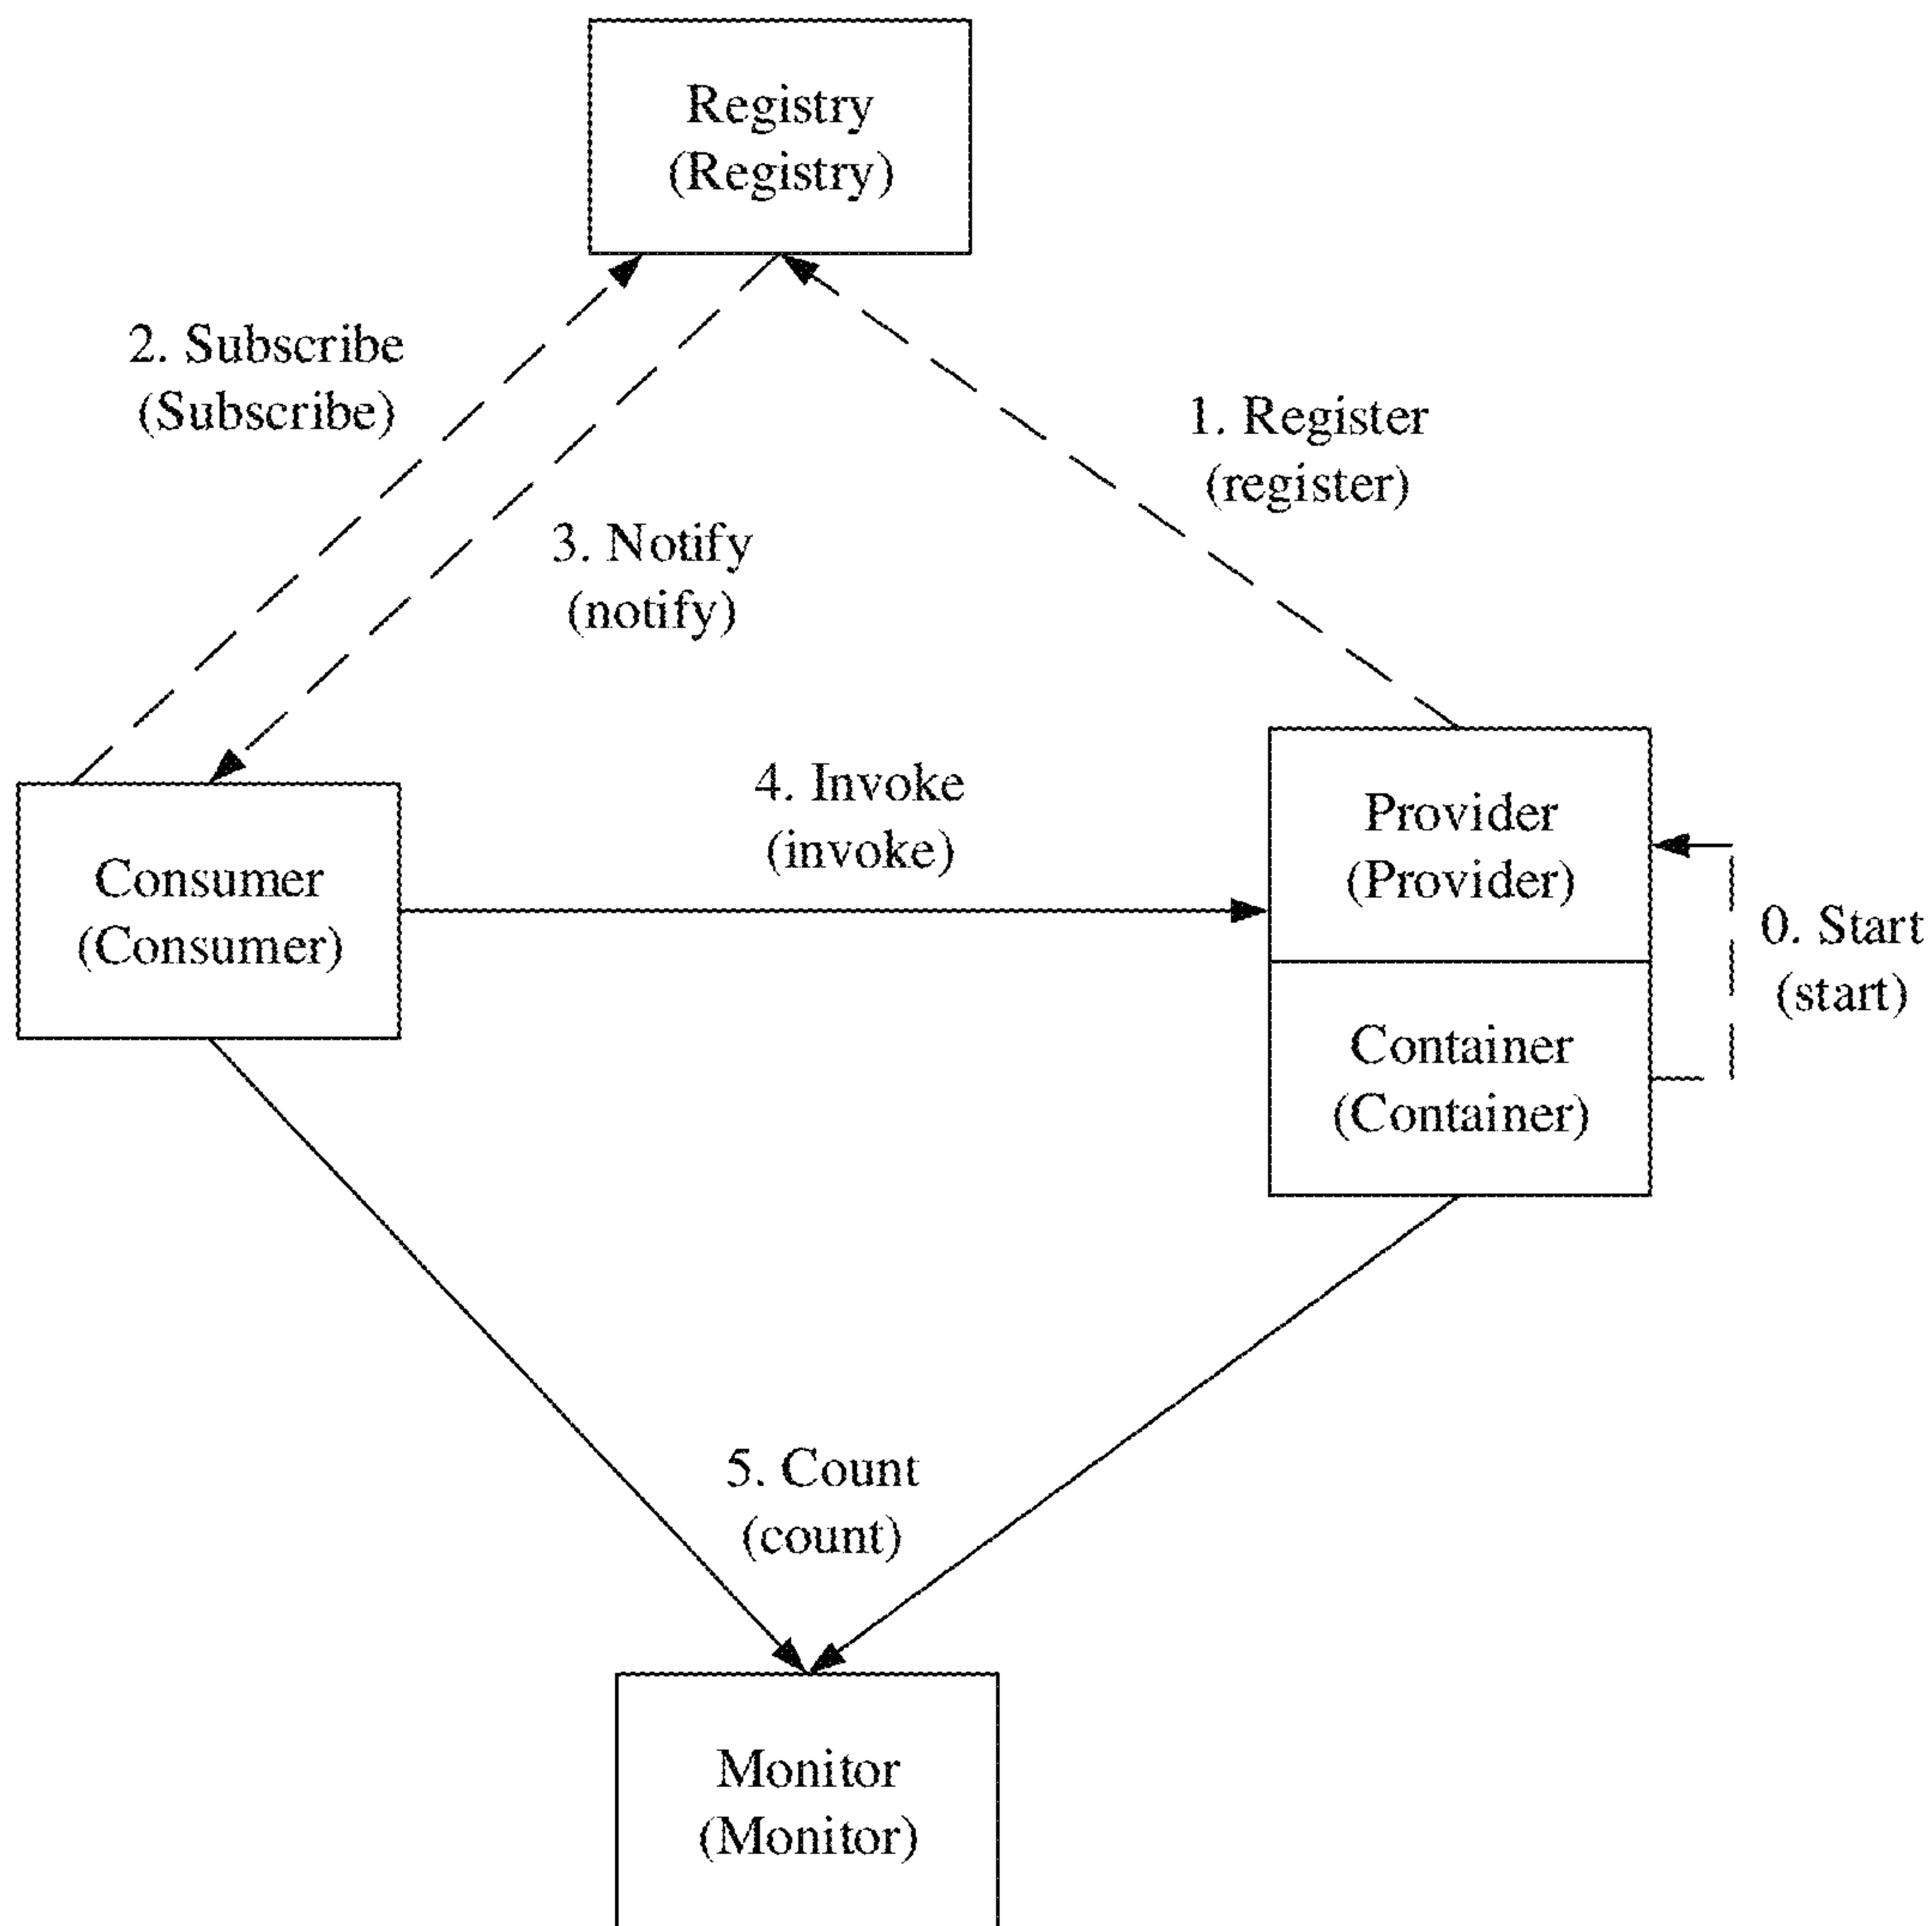 Registry
(Registry)
2. Subscribe
(Subscribe)
1. Register
(register)
3. Notify
(notify)
4. Invoke
(invoke)
Provider
(Provider)
Consumer
(Consumer)
0. Start
(start)
Container
(Container)
5. Count
(count)
Monitor
(Monitor)